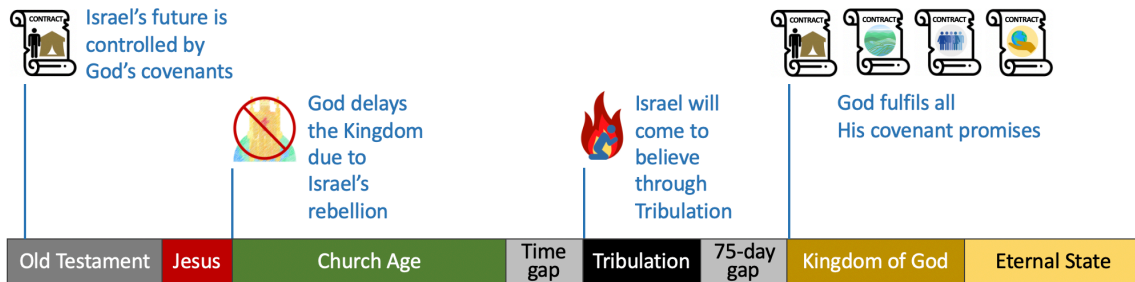 CONTRACT
Israel’s future is
controlled by
God’s covenants
God delays
the Kingdom
due to
Israel’s
rebellion
Israel will
come to
believe
through
Tribulation
CONTRACT
CONTRACT
CONTRACT
CONTRACT
God fulfils all
His covenant promises
Old Testament
Jesus
Church Age
Time
gap
Tribulation
75-day
gap
Kingdom of God
Eternal State